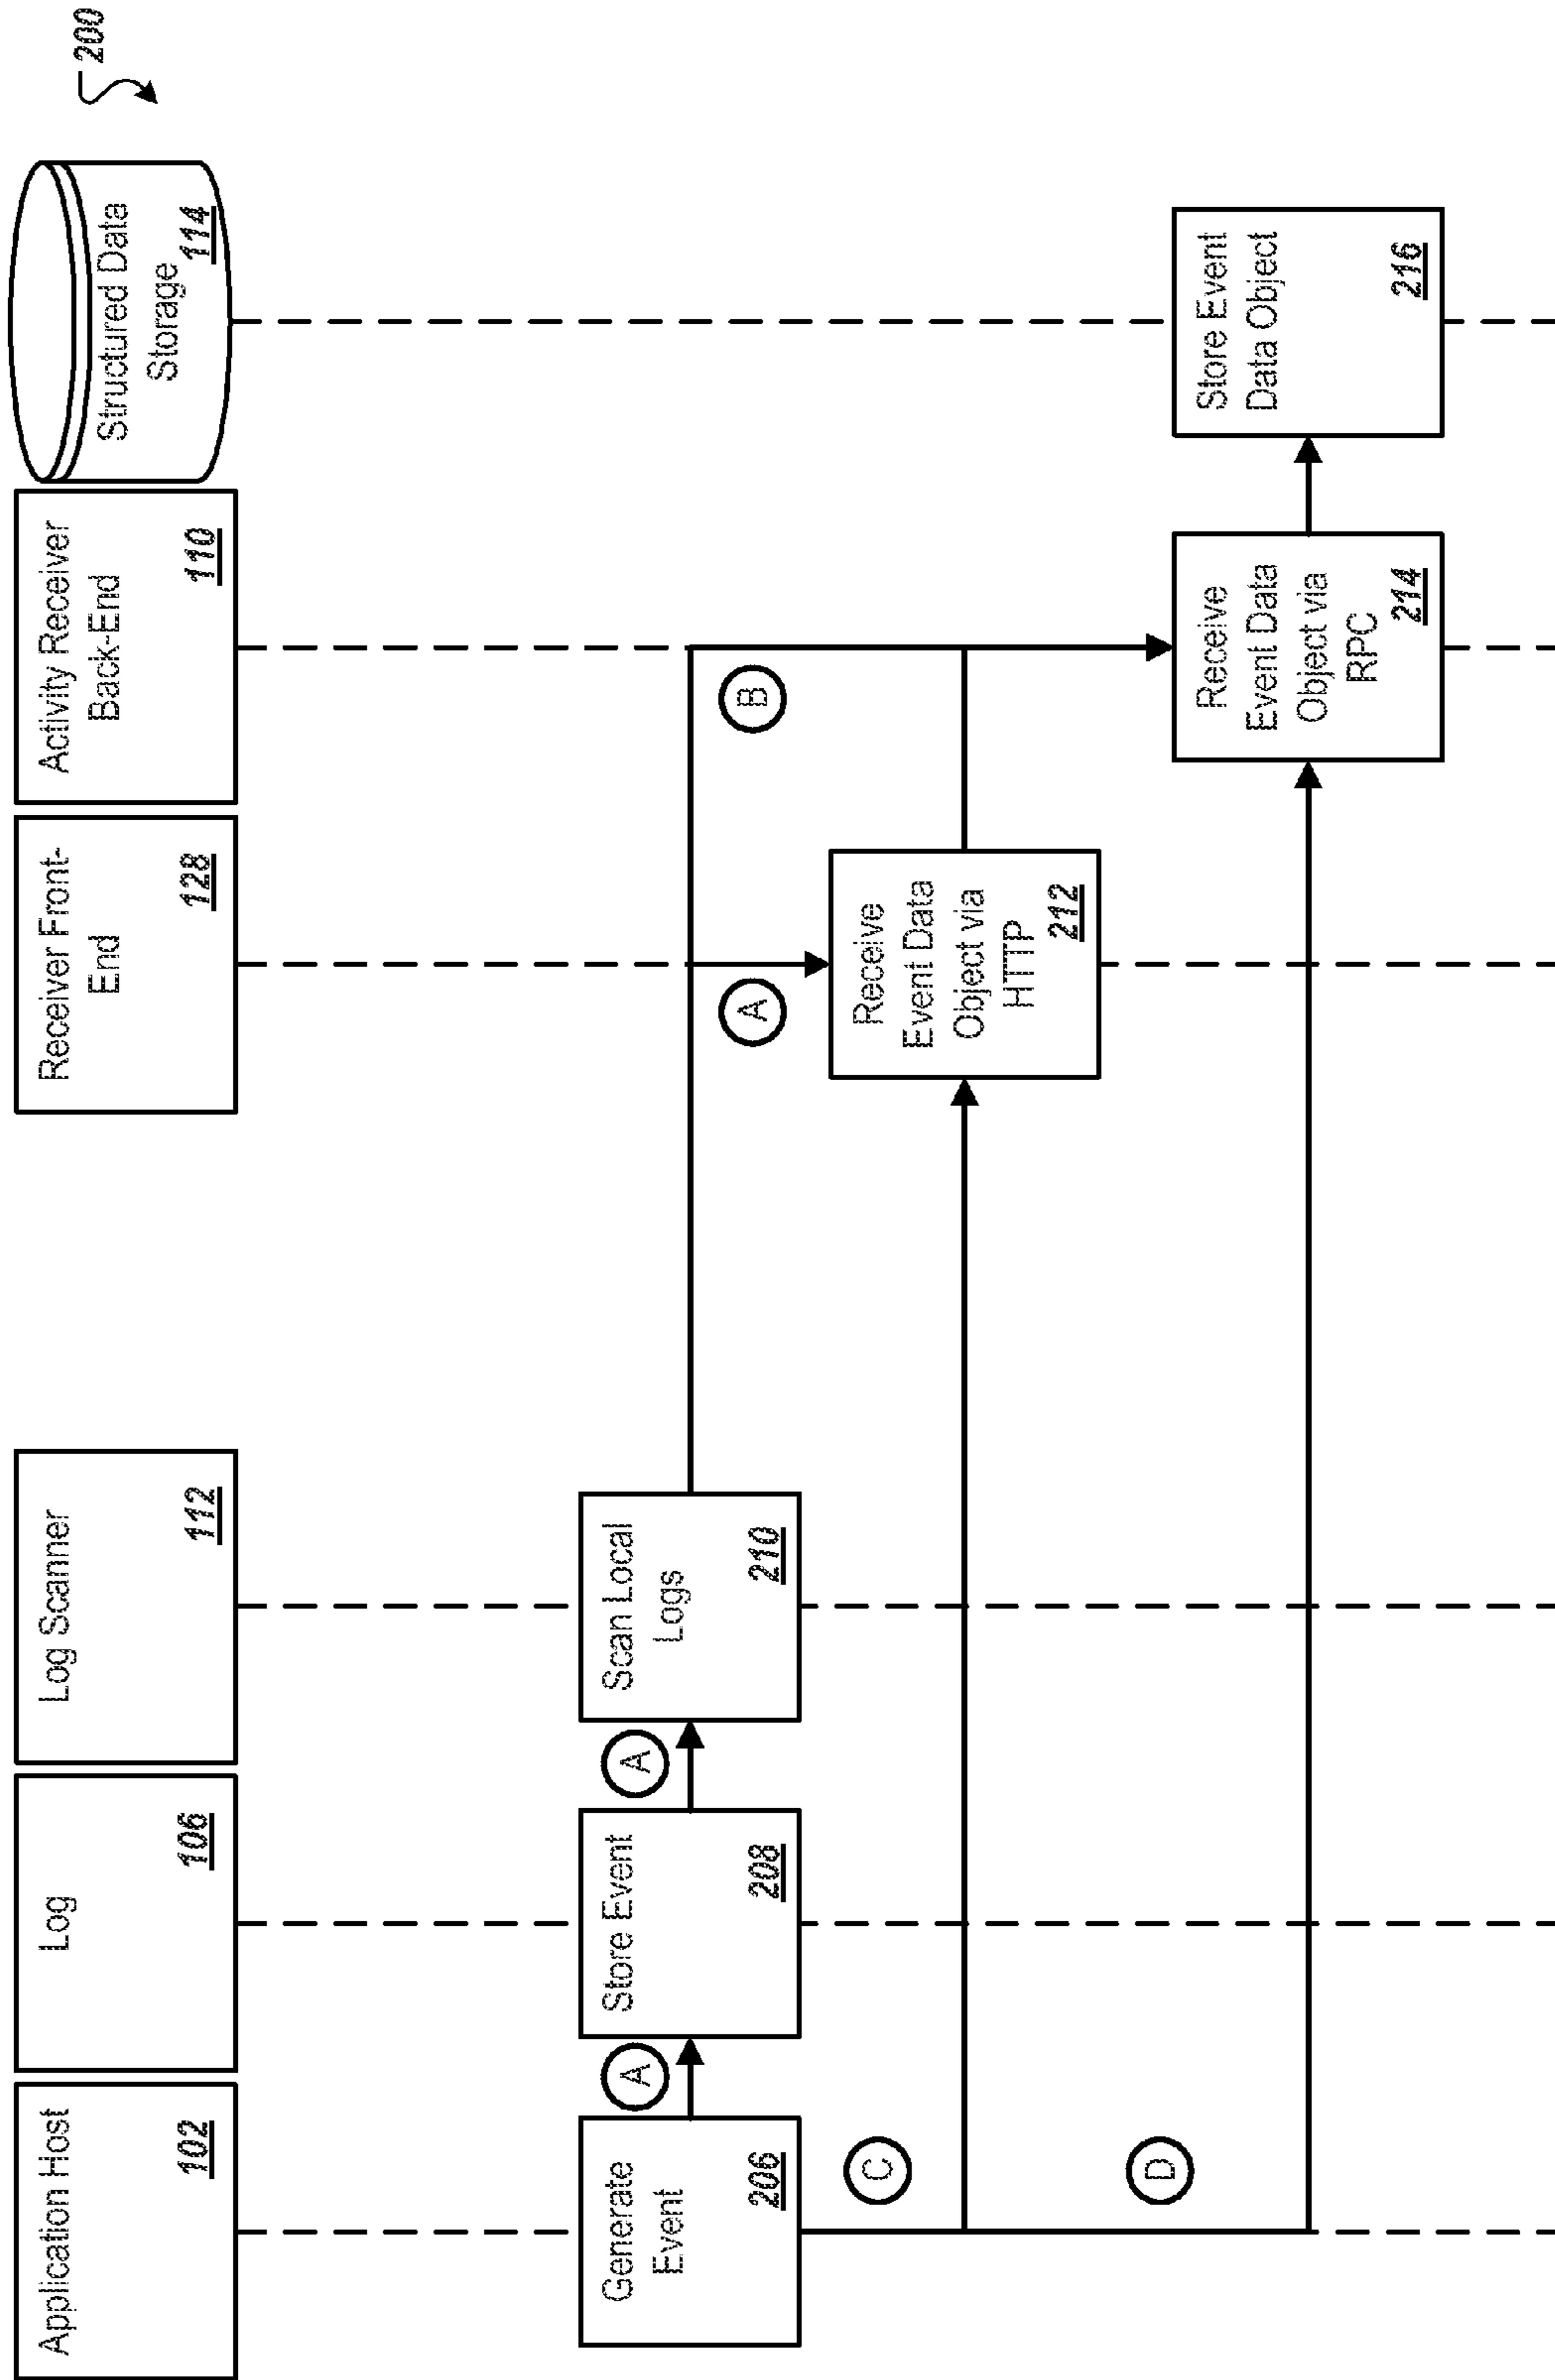 200
Application Host
102
Log
106
Log Scanner
112
Receiver Front-
End
128
Activity Receiver
Back-End
110
Structured Data
Storage
114
Generate
Event
206
A
Store Event
208
A
Scan Local
Logs
210
A
B
C
Receive
Event Data
Object via
HTTP
212
D
Receive
Event Data
Object via
RPC
214
Store Event
Data Object
216